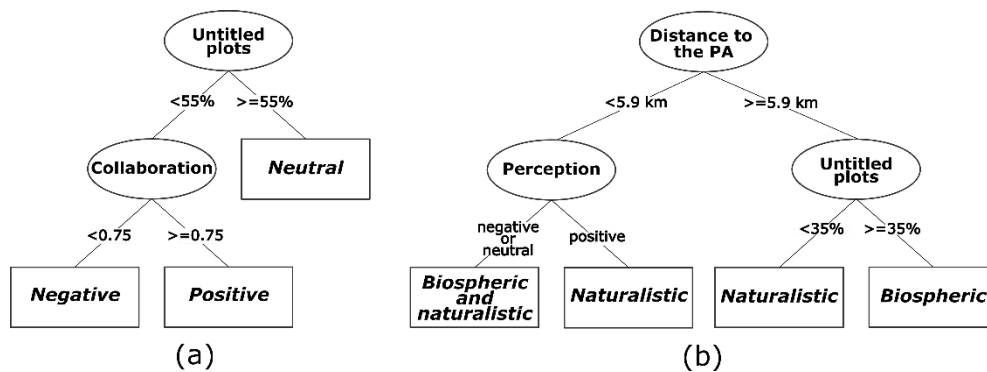 Untitled
plots
<55%
>=55%
Collaboration
Neutral
<0.75
>=0.75
Negative
Positive
(a)
Distance to
the PA
<5.9 km
>=5.9 km
Perception
Untitled
plots
negative
or
neutral
positive
<35%
>=35%
Biospheric
and
naturalistic
Naturalistic
Naturalistic
Biospheric
(b)